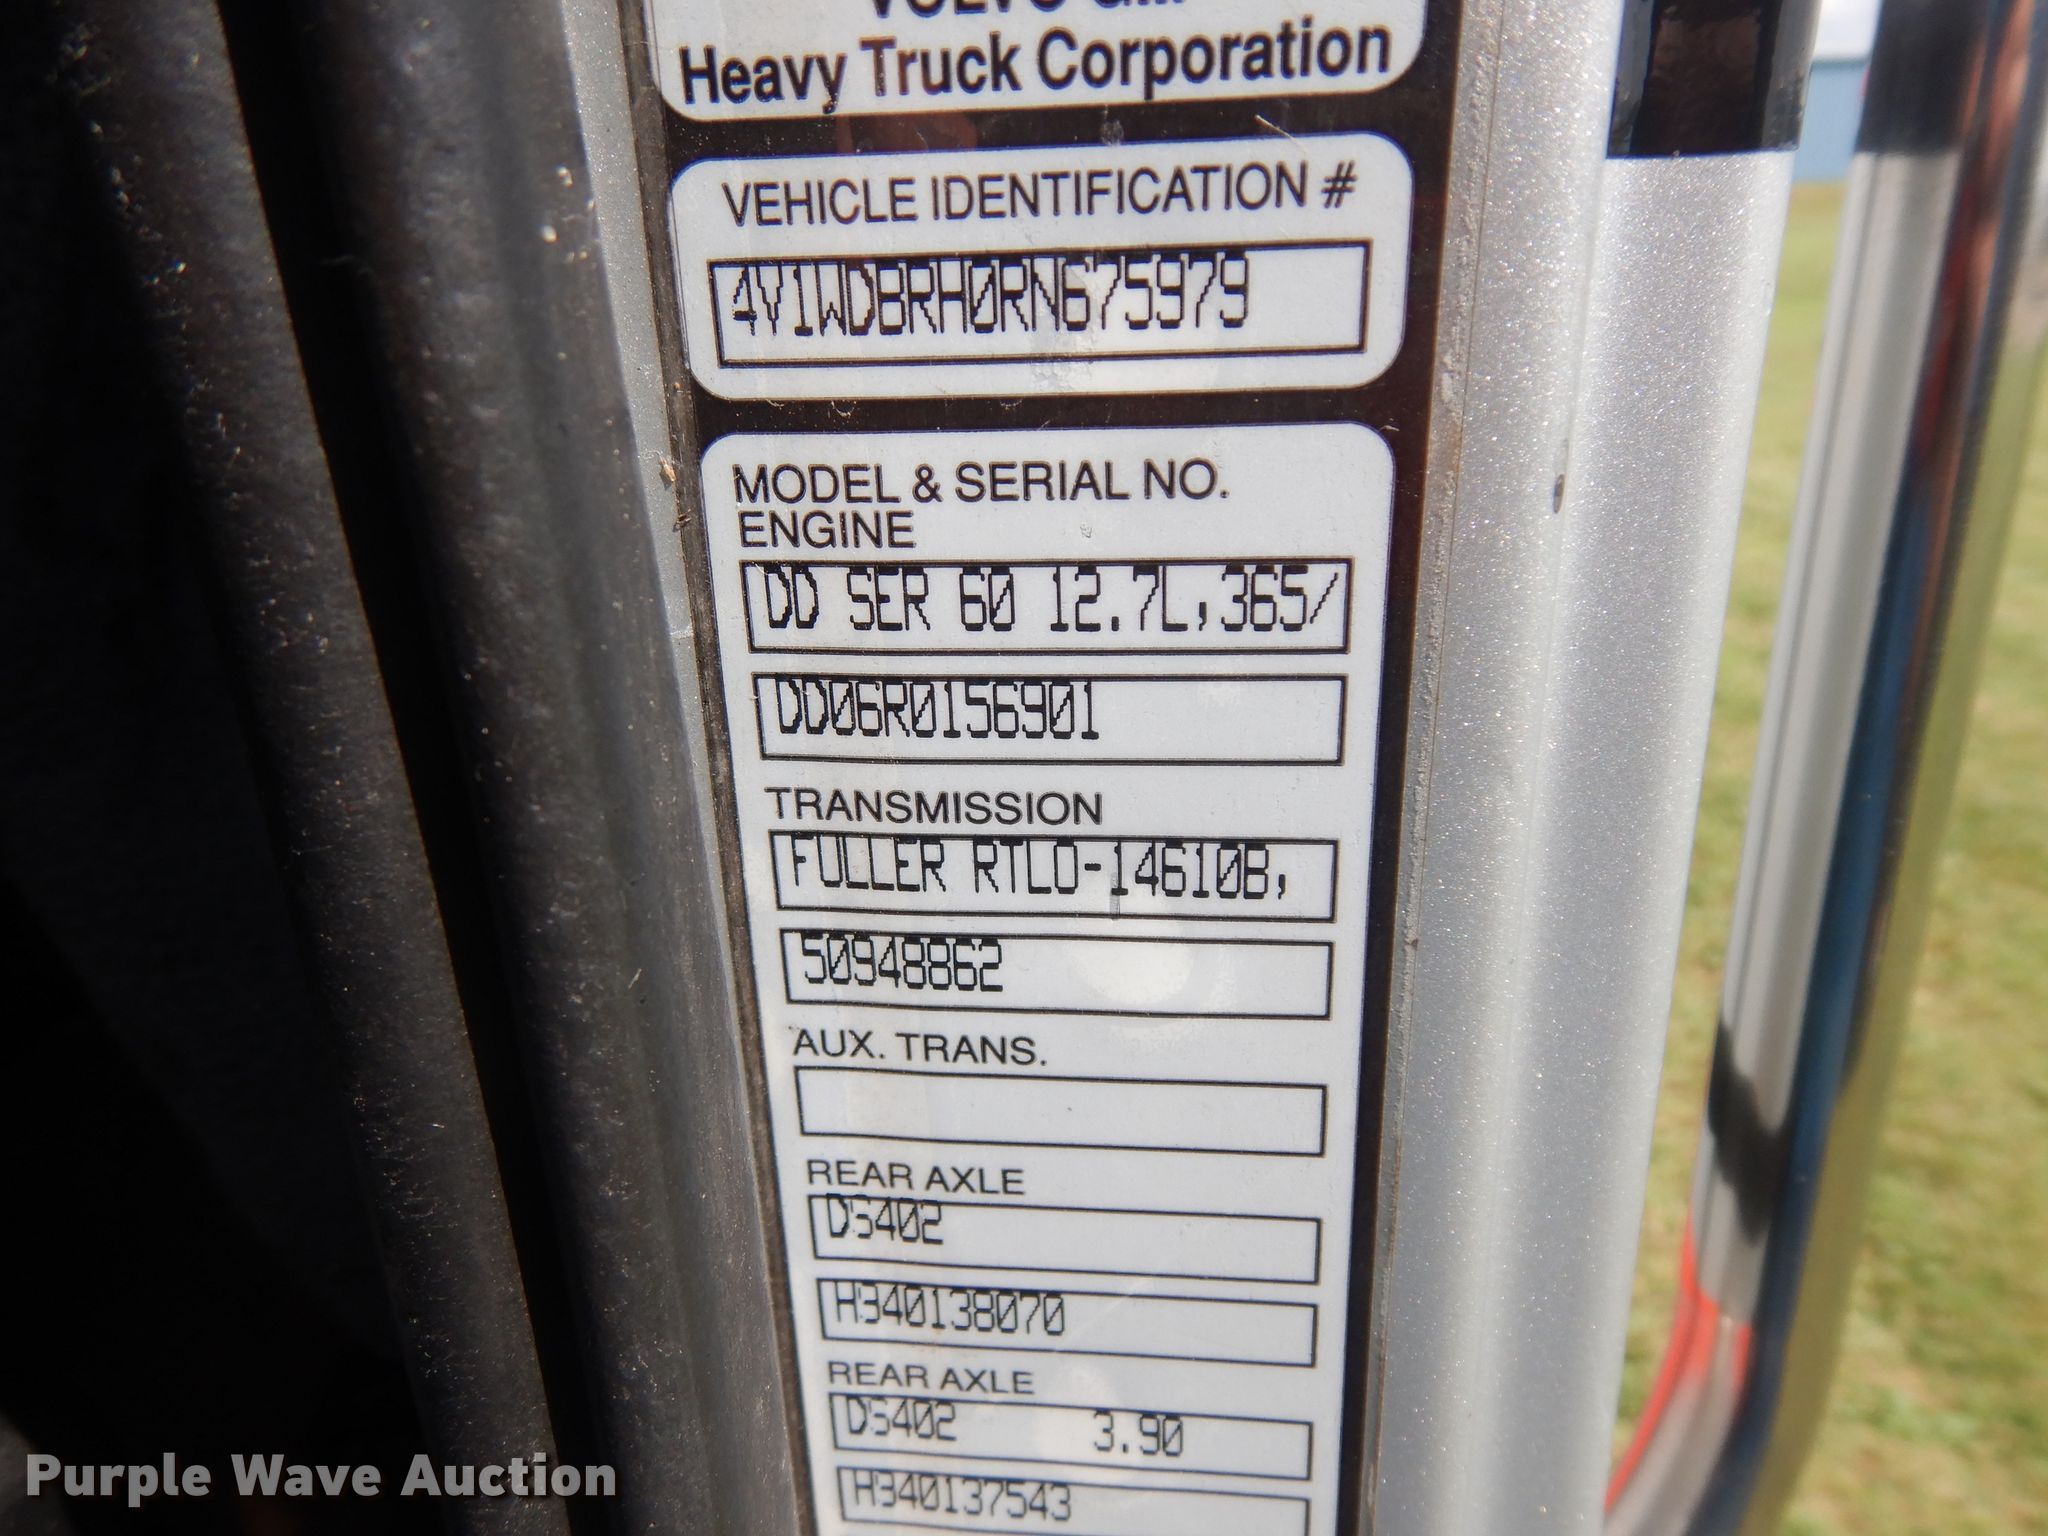 Heavy Truck Corporation
VEHICLE IDENTIFICATION #
4V1WDBRH0RN675979
MODEL & SERIAL NO.
ENGINE
DD SER 60 12.7L,365/
DD06R0156901
TRANSMISSION
FULLER RTLO-14610B,
50948862
AUX. TRANS.
REAR AXLE
DS402
H340138070
REAR AXLE
DS402 3.90
H340137543
Purple Wave Auction